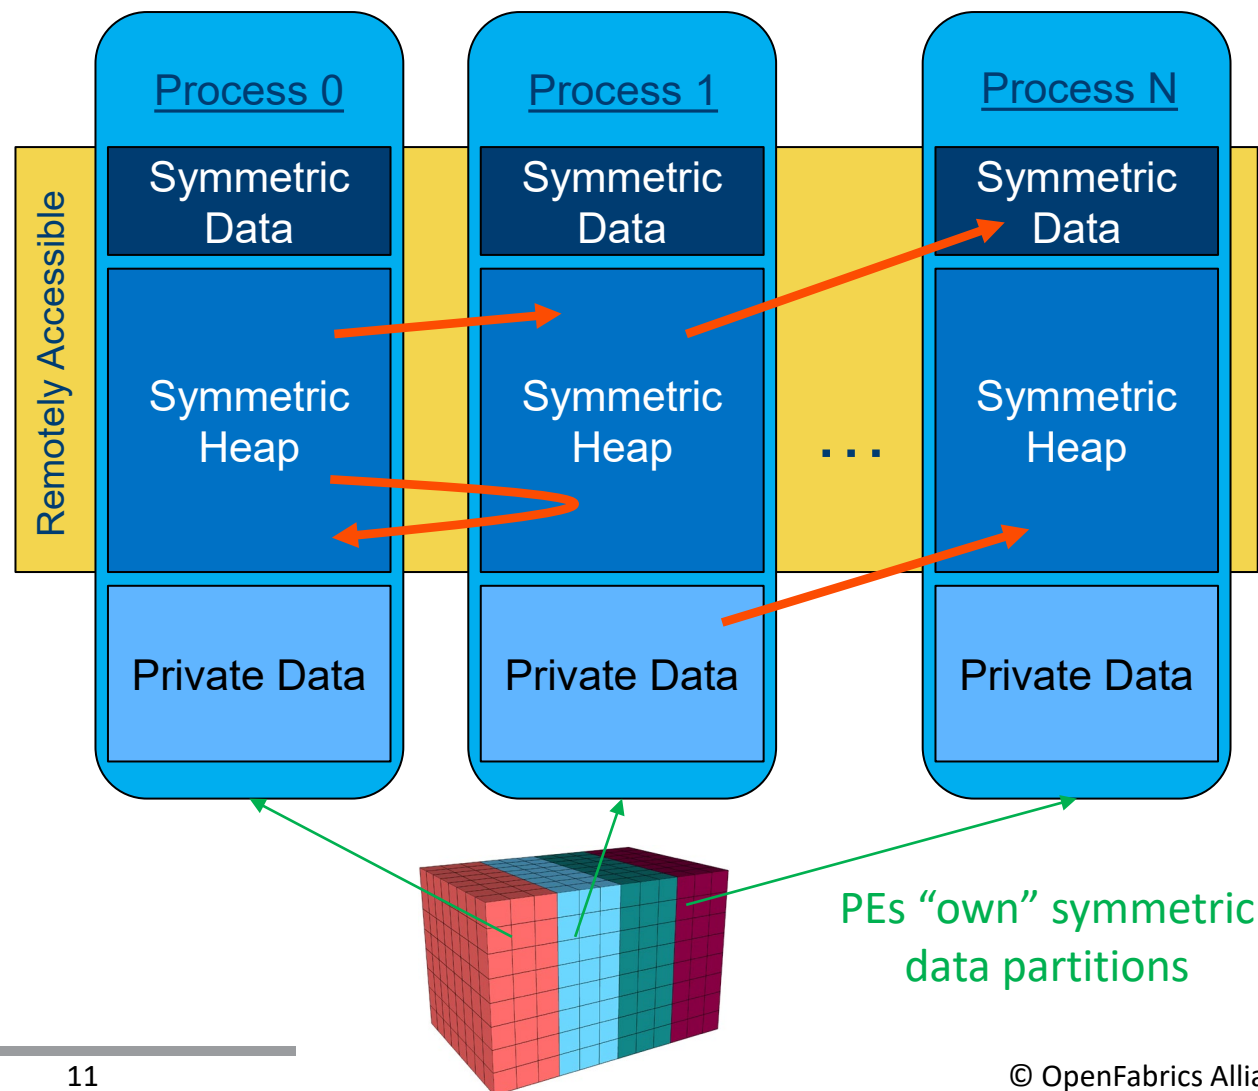 Process 0
Process 1
Process N
Remotely Accessible
Symmetric
Data
Symmetric
Data
Symmetric
Data
Symmetric
Heap
Symmetric
Heap
...
Symmetric
Heap
Private Data
Private Data
Private Data
PEs “own” symmetric
data partitions
11
© OpenFabrics Allia